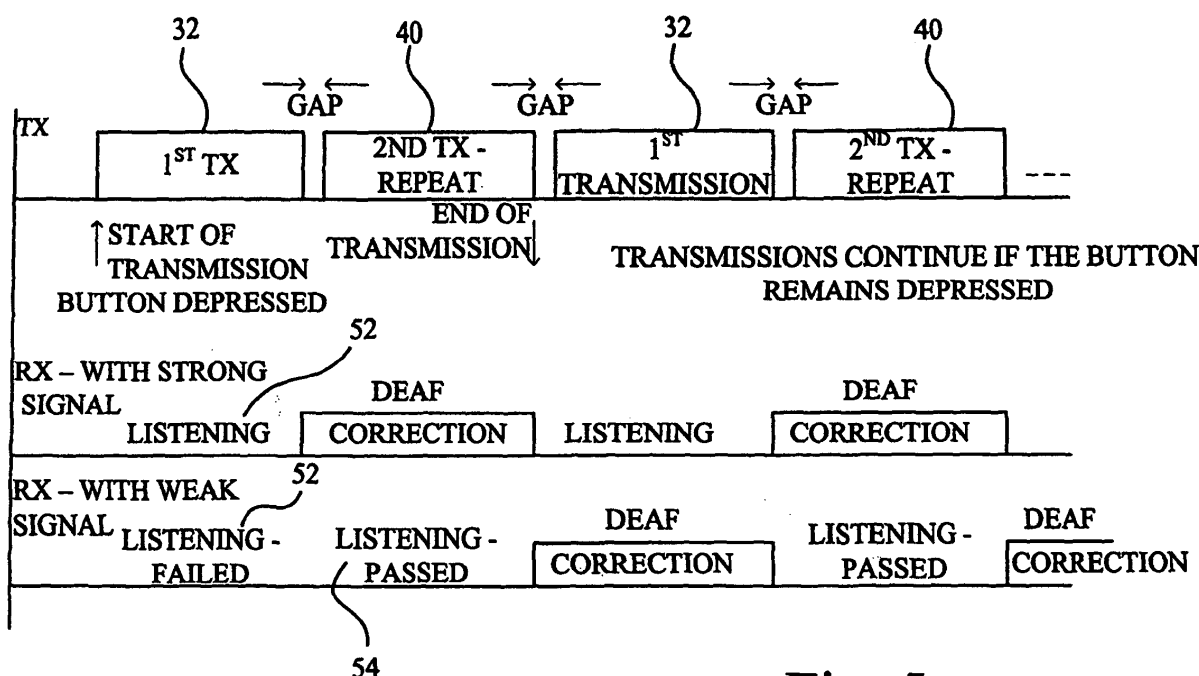 32
40
32
40
GAP
GAP
GAP
TX
1ST TX
2ND TX -
REPEAT
1ST
TRANSMISSION
2ND TX -
REPEAT
---
START OF
TRANSMISSION
BUTTON DEPRESSED
END OF
TRANSMISSION
TRANSMISSIONS CONTINUE IF THE BUTTON
REMAINS DEPRESSED
52
RX – WITH STRONG
SIGNAL
LISTENING
DEAF
CORRECTION
LISTENING
DEAF
CORRECTION
52
RX – WITH WEAK
SIGNAL
LISTENING -
FAILED
LISTENING -
PASSED
DEAF
CORRECTION
LISTENING -
PASSED
DEAF
CORRECTION
54